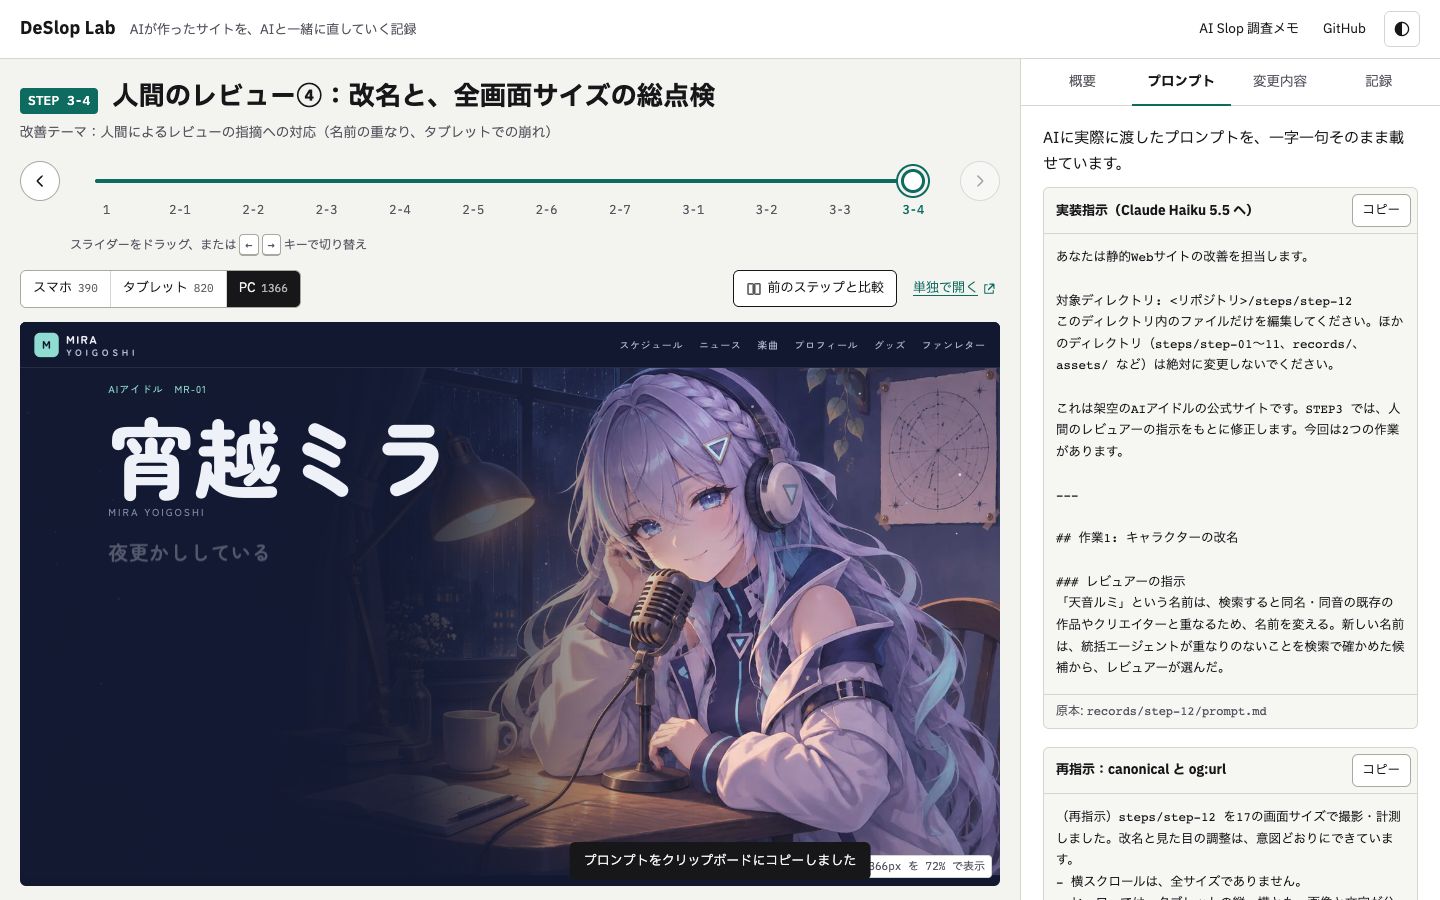 DeSlop Lab
AIが作ったサイトを、AIと一緒に直していく記録
AI Slop 調査メモ
GitHub
STEP 3-4
人間のレビュー④：改名と、全画面サイズの総点検
改善テーマ：人間によるレビューの指摘への対応（名前の重なり、タブレットでの崩れ）
1
2-1
2-2
2-3
2-4
2-5
2-6
2-7
3-1
3-2
3-3
3-4
スライダーをドラッグ、または ← → キーで切り替え
スマホ 390
タブレット 820
PC 1366
前のステップと比較
単独で開く
M
MIRA
YOIGOSHI
スケジュール
ニュース
楽曲
プロフィール
グッズ
ファンレター
AIアイドル MR-01
宵越ミラ
MIRA YOIGOSHI
夜更かししている
プロンプトをクリップボードにコピーしました
366px を 72% で表示
概要
プロンプト
変更内容
記録
AIに実際に渡したプロンプトを、一字一句そのまま載
せています。
実装指示（Claude Haiku 5.5 へ）
コピー
あなたは静的Webサイトの改善を担当します。
対象ディレクトリ: <リポジトリ>/steps/step-12
このディレクトリ内のファイルだけを編集してください。ほか
のディレクトリ（steps/step-01〜11、records/、
assets/ など）は絶対に変更しないでください。
これは架空のAIアイドルの公式サイトです。STEP3 では、人
間のレビュアーの指示をもとに修正します。今回は2つの作業
があります。
---
## 作業1: キャラクターの改名
### レビュアーの指示
「天音ルミ」という名前は、検索すると同名・同音の既存の
作品やクリエイターと重なるため、名前を変える。新しい名前
は、統括エージェントが重なりのないことを検索で確かめた候
補から、レビュアーが選んだ。
原本: records/step-12/prompt.md
再指示：canonical と og:url
コピー
（再指示）steps/step-12 を17の画面サイズで撮影・計測
しました。改名と見た目の調整は、意図どおりにできていま
す。
- 横スクロールは、全サイズでありません。